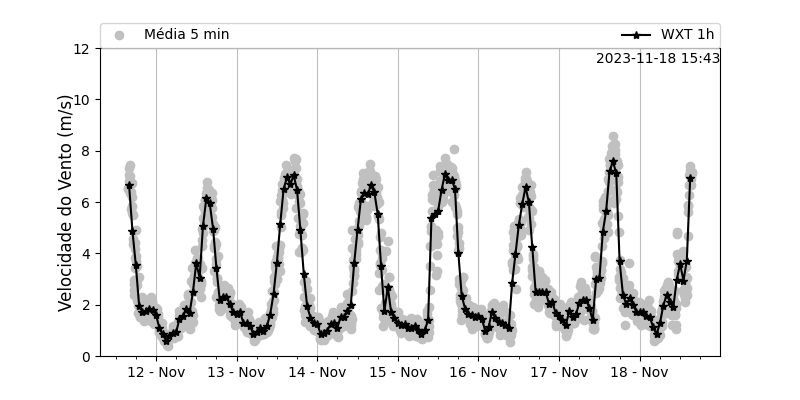 Média 5 min
WXT 1h
2023-11-18 15:43
Velocidade do Vento (m/s)
12
10
8
6
4
2
0
12 - Nov
13 - Nov
14 - Nov
15 - Nov
16 - Nov
17 - Nov
18 - Nov